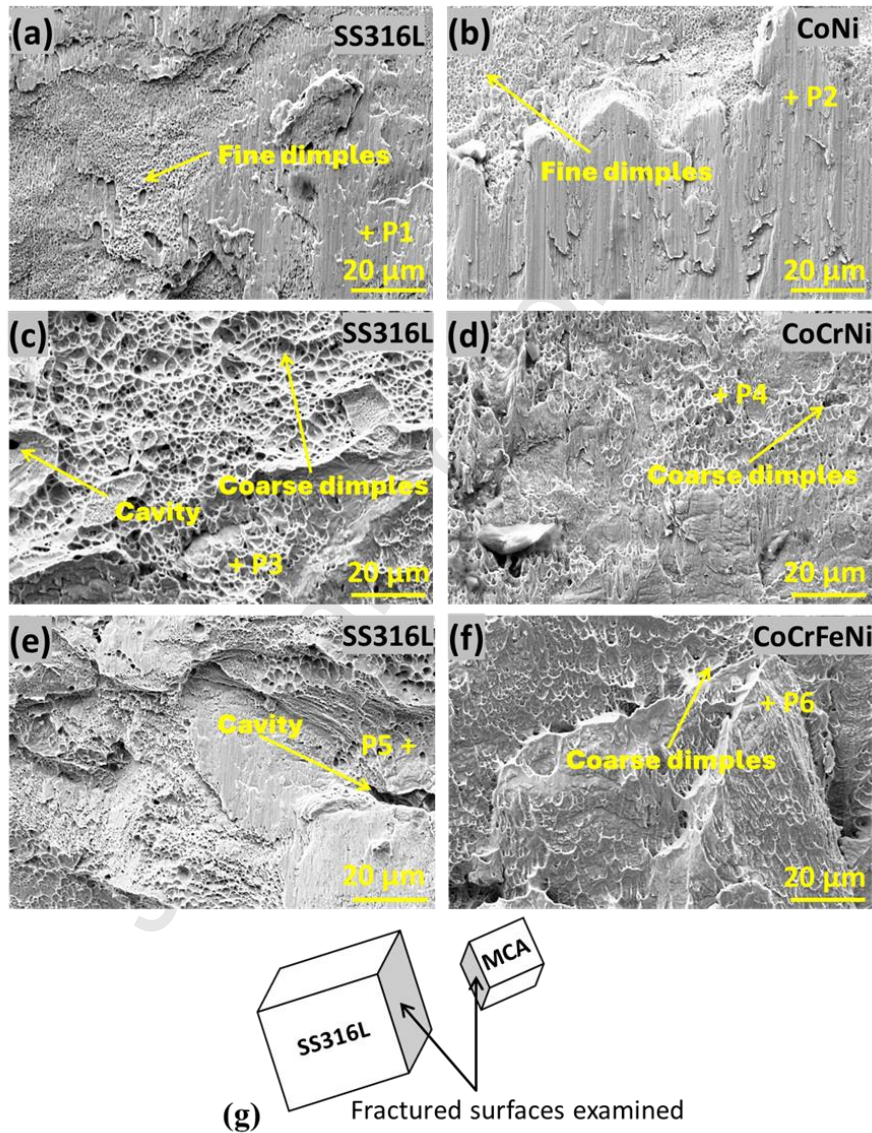 (a) SS316L
Fine dimples
+ P1
20 µm
(b) CoNi
+ P2
Fine dimples
20 µm
(c) SS316L
Coarse dimples
Cavity
+ P3
20 µm
(d) CoCrNi
+ P4
Coarse dimples
20 µm
(e) SS316L
Cavity
P5 +
20 µm
(f) CoCrFeNi
+ P6
Coarse dimples
20 µm
SS316L
MCA
(g) Fractured surfaces examined